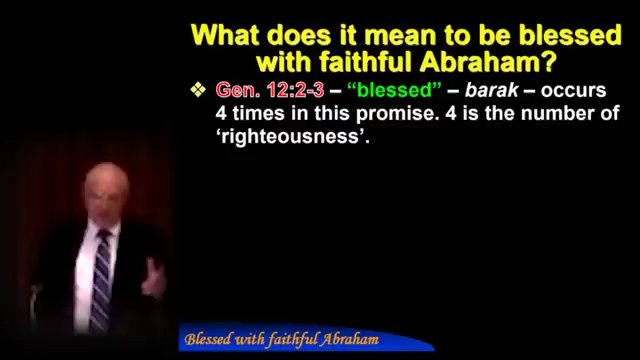 What does it mean to be blessed
with faithful Abraham?
❖ Gen. 12:2-3 – “blessed” – barak – occurs
4 times in this promise. 4 is the number of
‘righteousness’.
Blessed with faithful Abraham